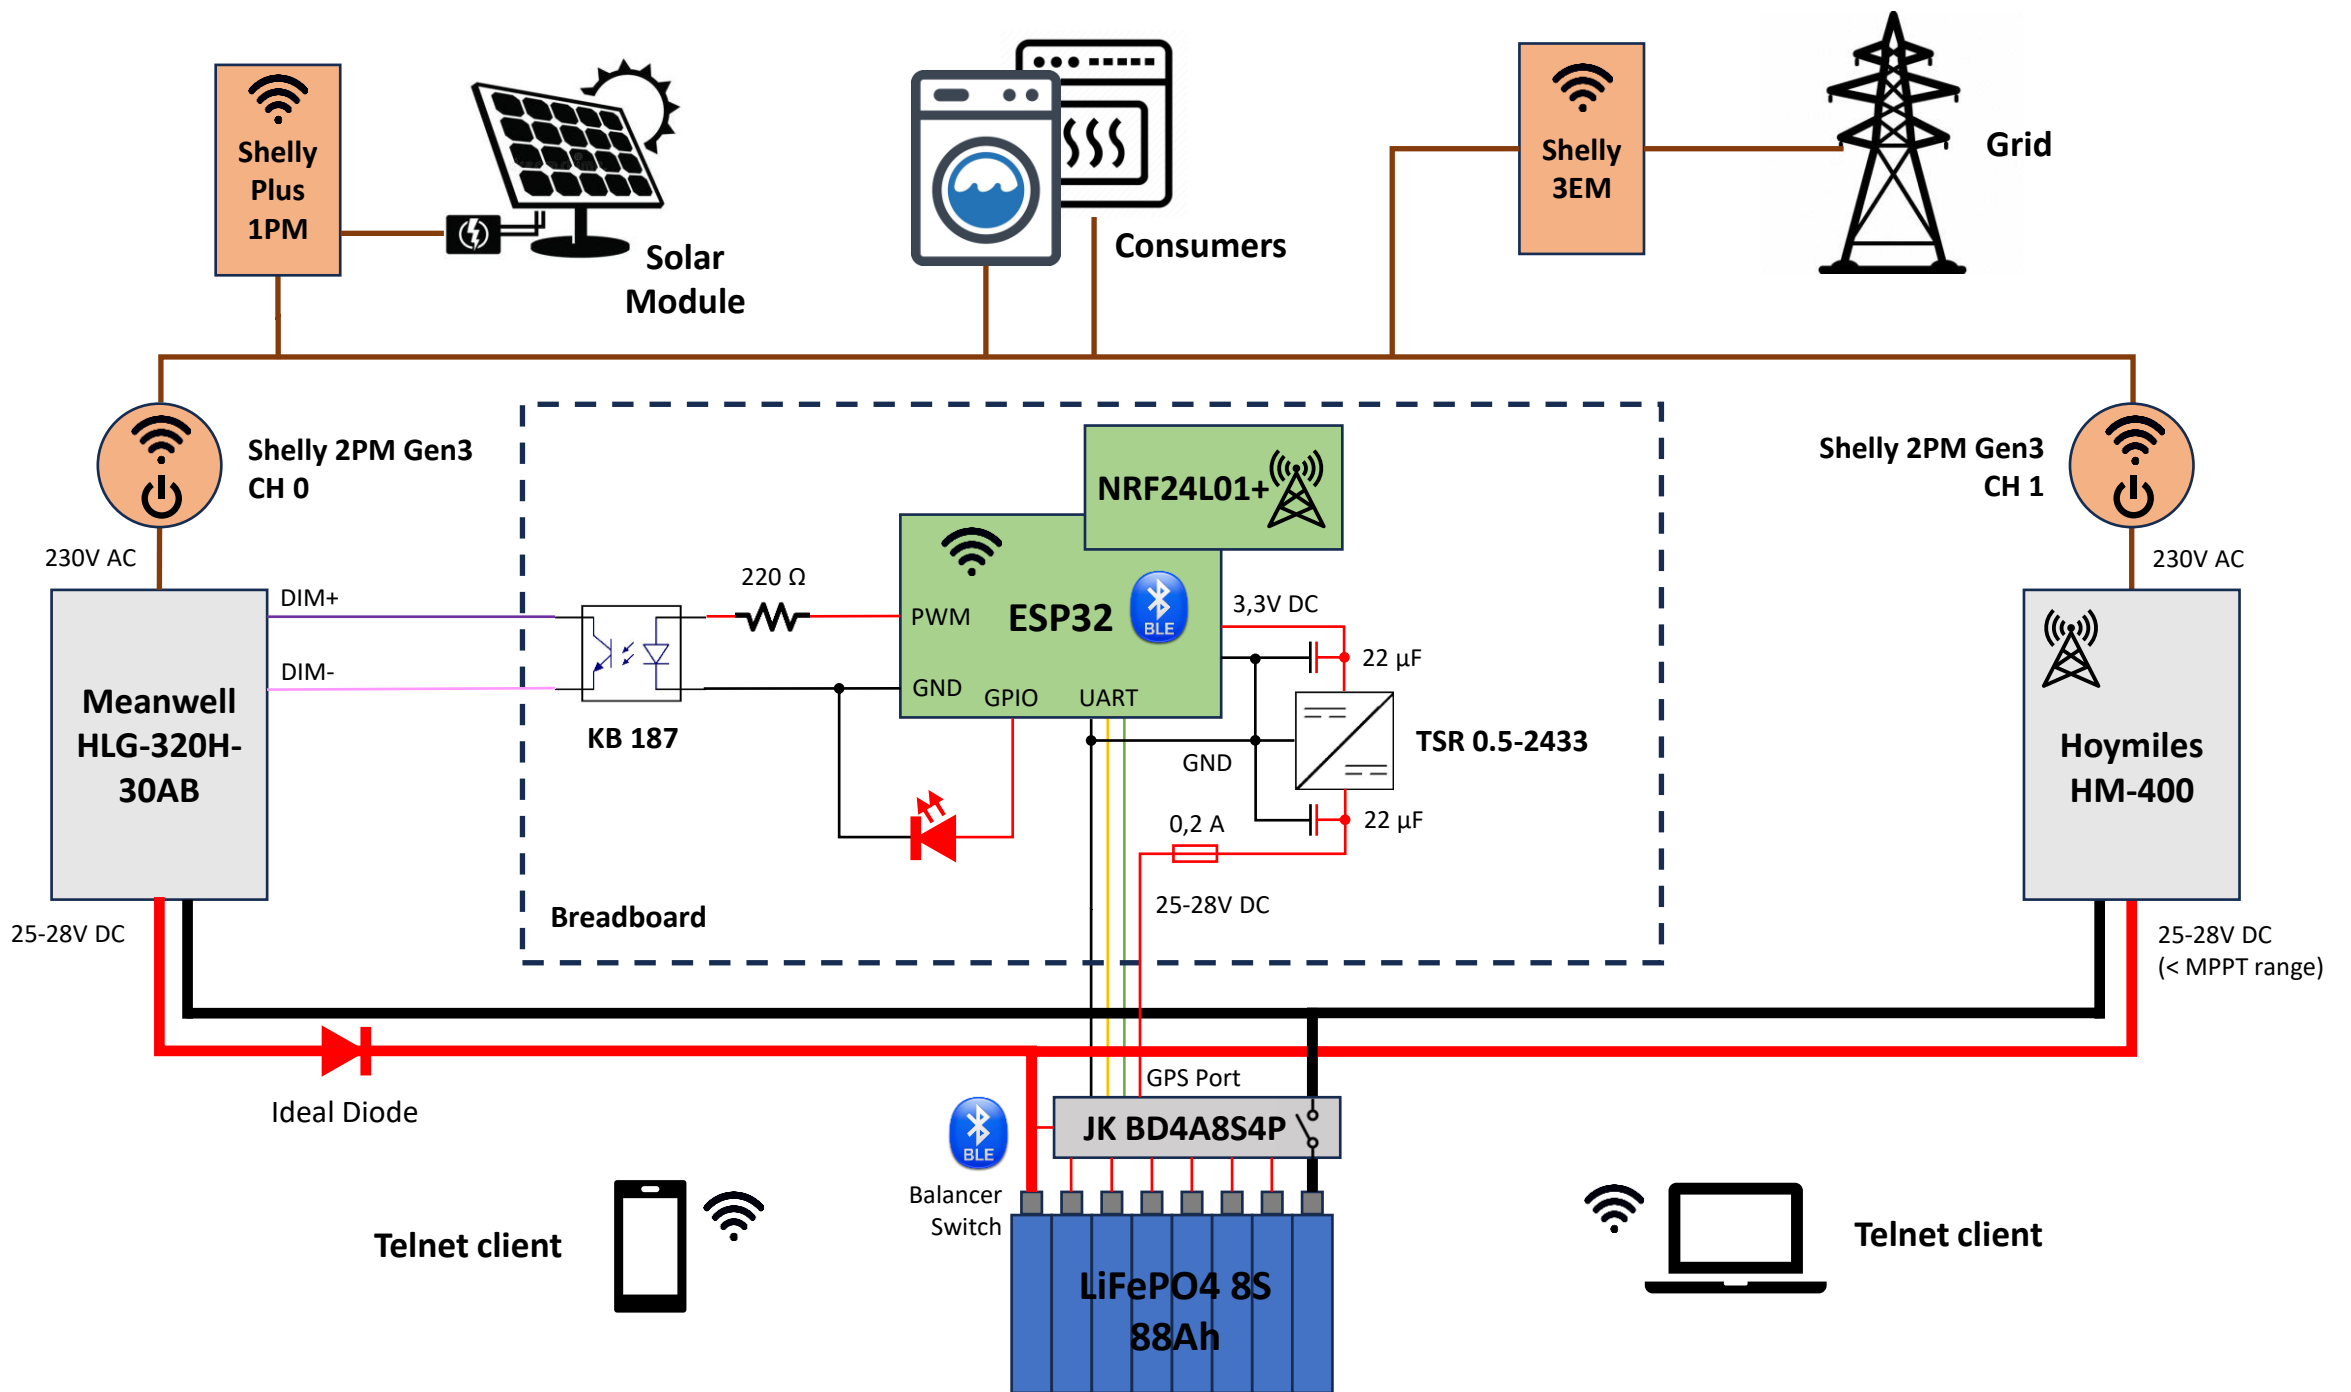 Shelly
Plus
1PM
Solar
Module
Consumers
Shelly
3EM
Grid
Shelly 2PM Gen3
CH 0
Shelly 2PM Gen3
CH 1
230V AC
230V AC
Meanwell
HLG-320H-
30AB
DIM+
DIM-
KB 187
220 Ω
NRF24L01+
ESP32
BLE
PWM
GND
GPIO
UART
3,3V DC
22 µF
TSR 0.5-2433
GND
22 µF
0,2 A
25-28V DC
Breadboard
Hoymiles
HM-400
25-28V DC
25-28V DC
(< MPPT range)
Ideal Diode
GPS Port
JK BD4A8S4P
BLE
Balancer
Switch
LiFePO4 8S
88Ah
Telnet client
Telnet client